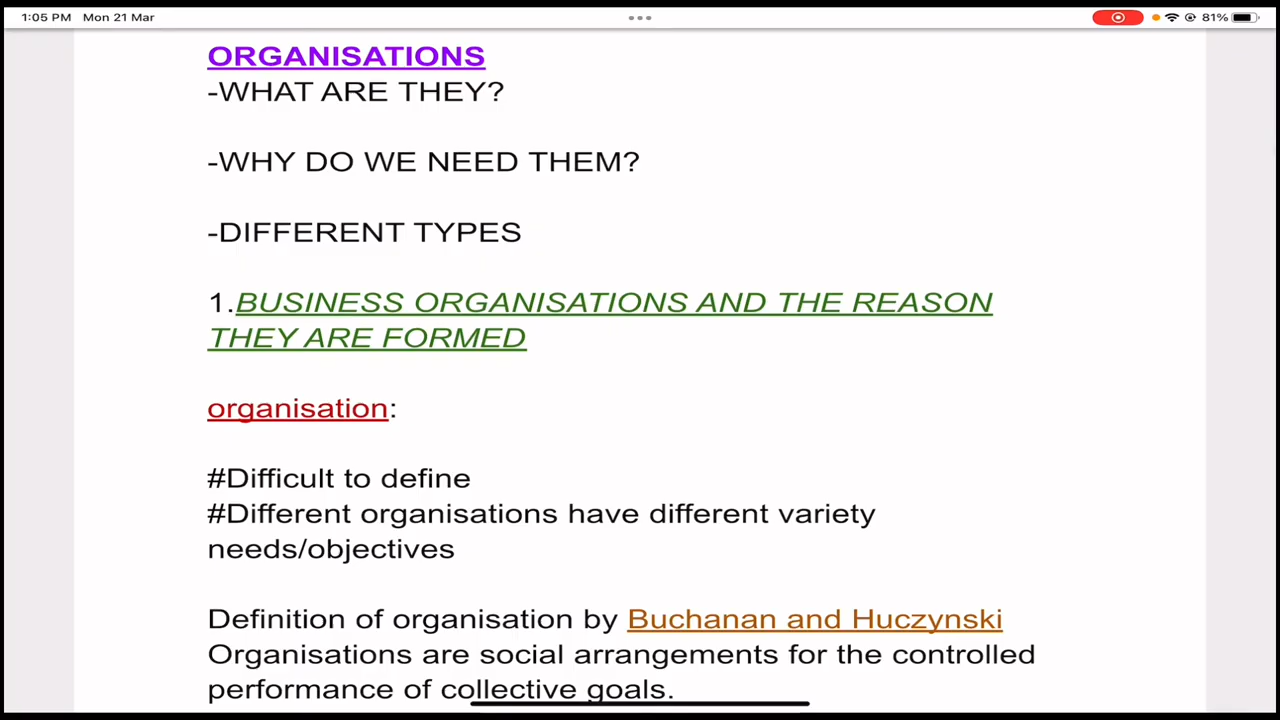 1:05 PM Mon 21 Mar
81%
ORGANISATIONS
-WHAT ARE THEY?
-WHY DO WE NEED THEM?
-DIFFERENT TYPES
1.BUSINESS ORGANISATIONS AND THE REASON
THEY ARE FORMED
organisation:
#Difficult to define
#Different organisations have different variety
needs/objectives
Definition of organisation by Buchanan and Huczynski
Organisations are social arrangements for the controlled
performance of collective goals.